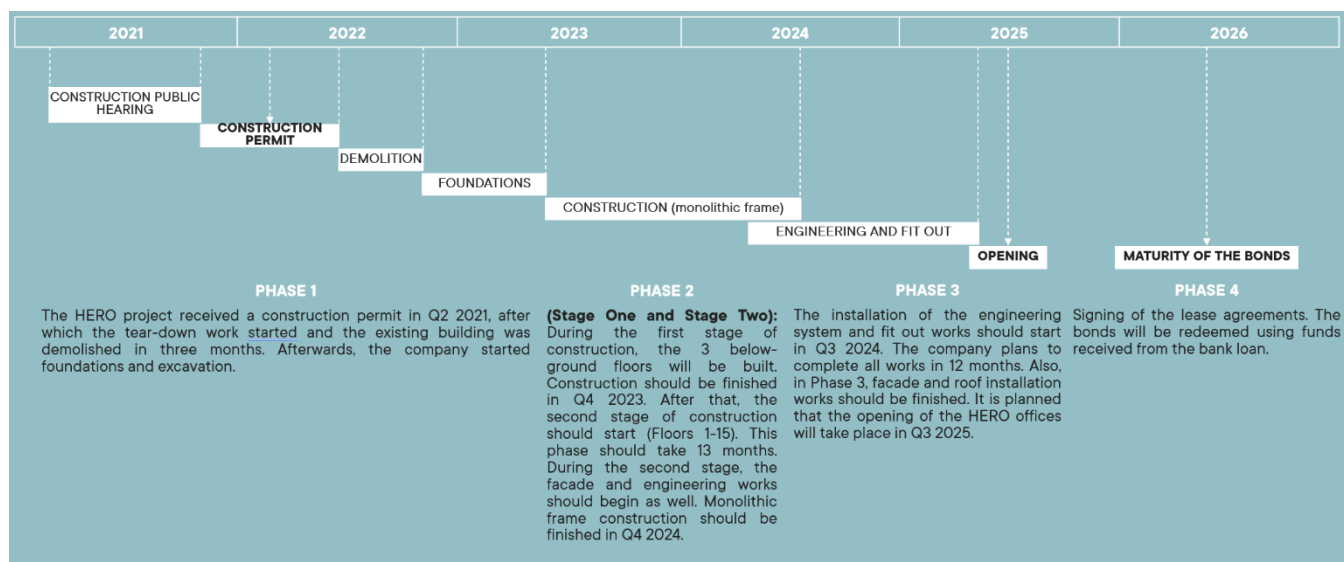 2021
2022
2023
2024
2025
2026
CONSTRUCTION PUBLIC
HEARING
CONSTRUCTION
PERMIT
DEMOLITION
FOUNDATIONS
CONSTRUCTION (monolithic frame)
ENGINEERING AND FIT OUT
OPENING
MATURITY OF THE BONDS
PHASE 1
The HERO project received a construction permit in Q2 2021, after
which the tear-down work started and the existing building was
demolished in three months. Afterwards, the company started
foundations and excavation.
PHASE 2
(Stage One and Stage Two):
During the first stage of
construction, the 3 below-
ground floors will be built.
Construction should be finished
in Q4 2023. After that, the
second stage of construction
should start (Floors 1-15). This
phase should take 13 months.
During the second stage, the
facade and engineering works
should begin as well. Monolithic
frame construction should be
finished in Q4 2024.
PHASE 3
The installation of the engineering
system and fit out works should start
in Q3 2024. The company plans to
complete all works in 12 months. Also,
in Phase 3, facade and roof installation
works should be finished. It is planned
that the opening of the HERO offices
will take place in Q3 2025.
PHASE 4
Signing of the lease agreements. The
bonds will be redeemed using funds
received from the bank loan.